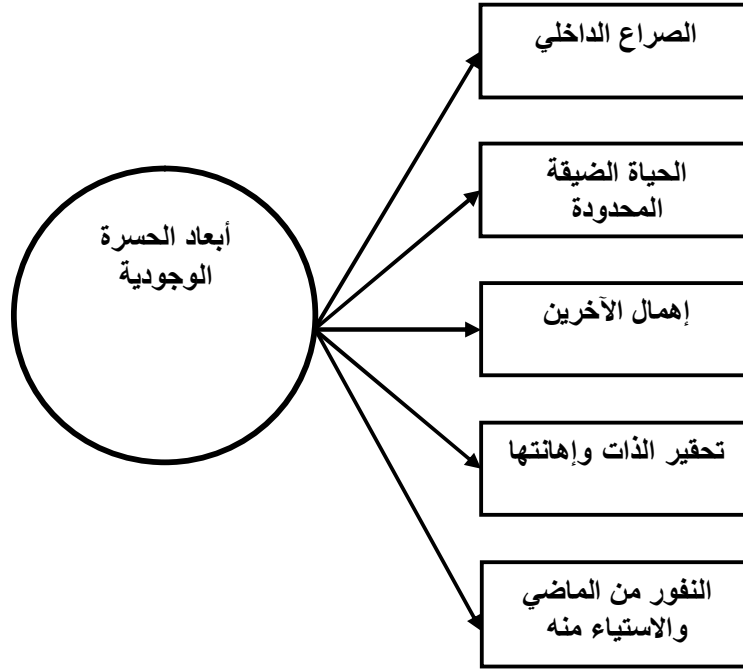 أبعاد الحسرة
الوجودية
الصراع الداخلي
الحياة الضيقة
المحدودة
إهمال الآخرين
تحقير الذات وإهانتها
النفور من الماضي
والاستياء منه